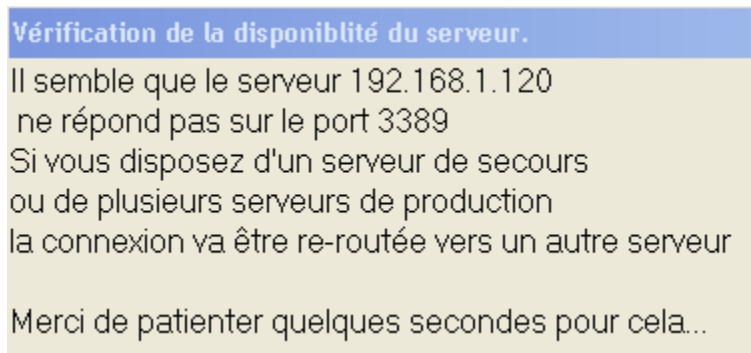 Vérification de la disponiblité du serveur.
Il semble que le serveur 192.168.1.120
ne répond pas sur le port 3389
Si vous disposez d'un serveur de secours
ou de plusieurs serveurs de production
la connexion va être re-routée vers un autre serveur
Merci de patienter quelques secondes pour cela...